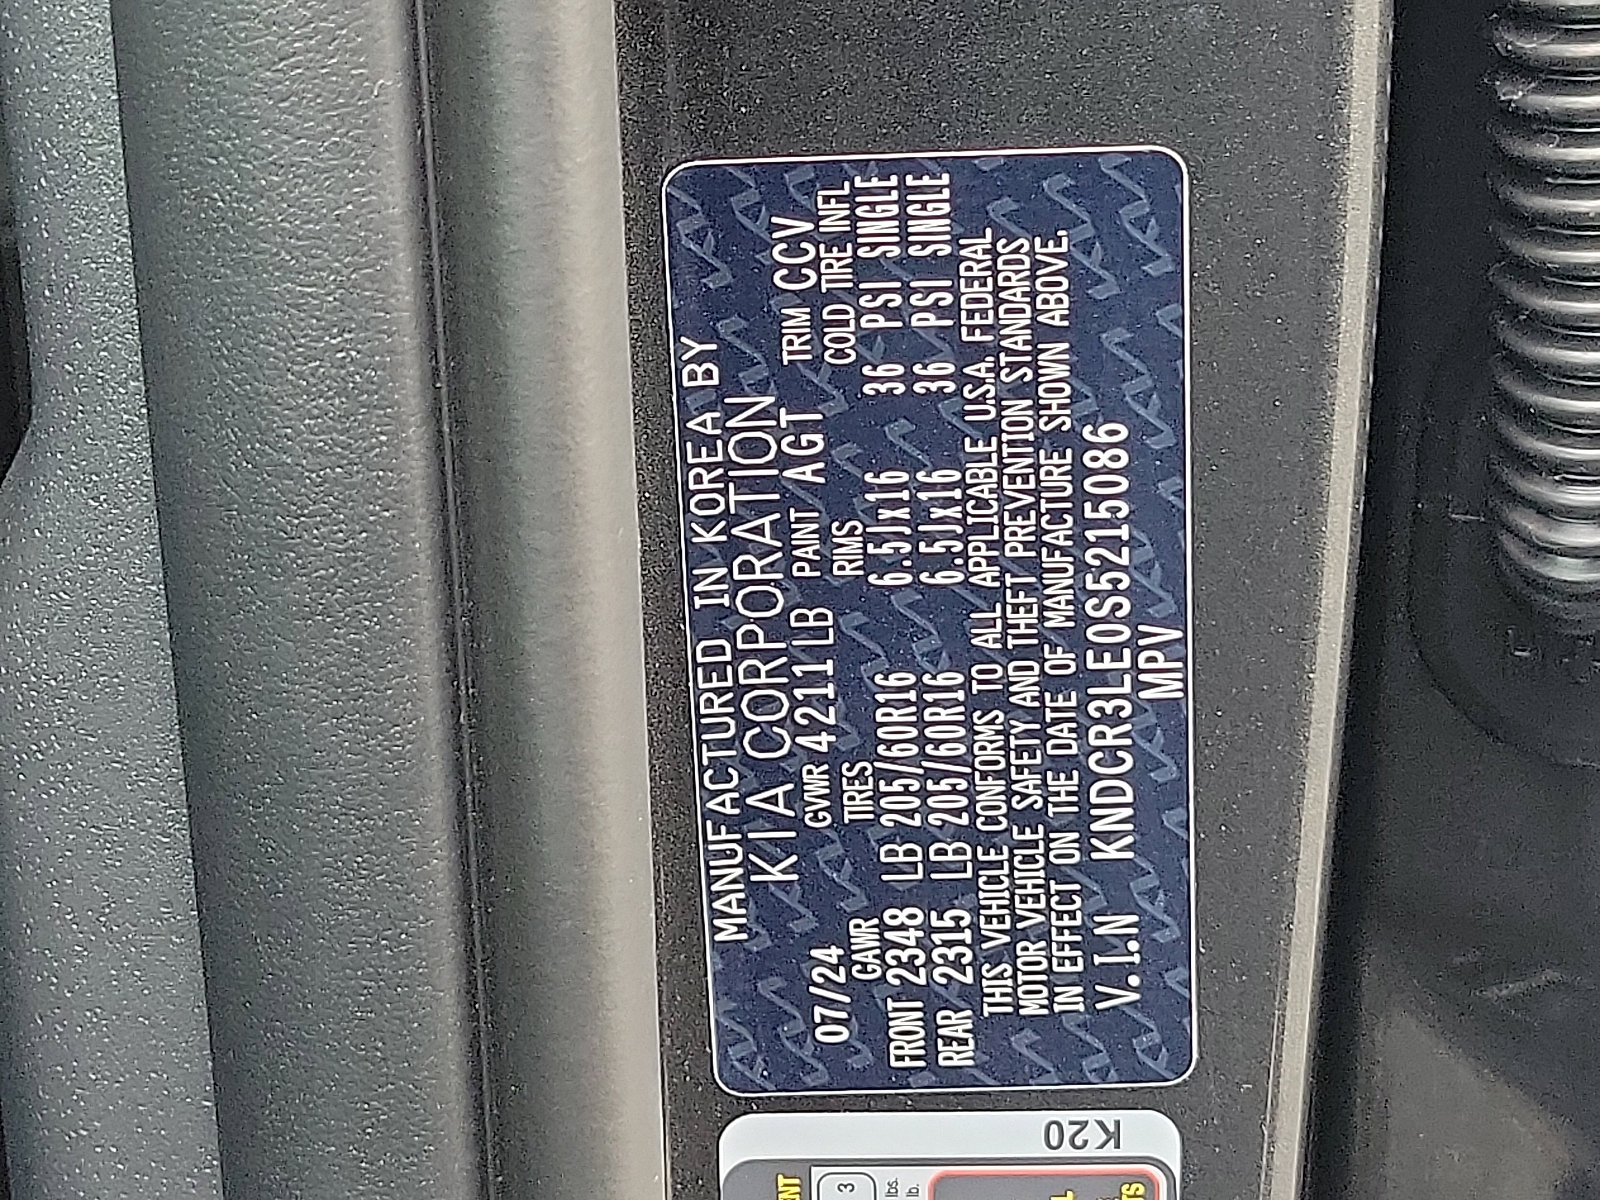 MANUFACTURED IN KOREA BY
KIA CORPORATION
07/24 GVWR 4211LB PAINT AGT TRIM CCV
GAWR TIRES RIMS COLD TIRE INFL
FRONT 2348 LB 205/60R16 6.5Jx16 36 PSI SINGLE
REAR 2315 LB 205/60R16 6.5Jx16 36 PSI SINGLE
THIS VEHICLE CONFORMS TO ALL APPLICABLE U.S.A. FEDERAL
MOTOR VEHICLE SAFETY AND THEFT PREVENTION STANDARDS
IN EFFECT ON THE DATE OF MANUFACTURE SHOWN ABOVE.
V.I.N KNDCR3LE0S5215086
MPV
K20
3
lbs.
lb.